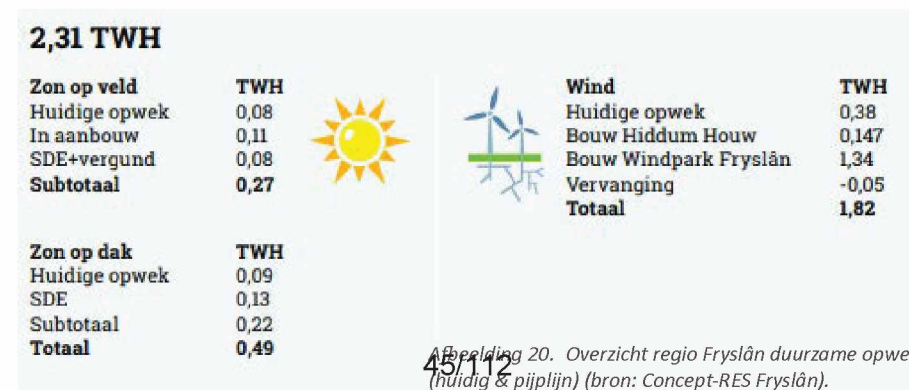 2,31 TWH
Zon op veld TWH
Huidige opwek 0,08
In aanbouw 0,11
SDE+vergund 0,08
Subtotaal 0,27
Zon op dak TWH
Huidige opwek 0,09
SDE 0,13
Subtotaal 0,22
Totaal 0,49
Wind TWH
Huidige opwek 0,38
Bouw Hiddum Houw 0,147
Bouw Windpark Fryslân 1,34
Vervanging -0,05
Totaal 1,82
Afbeelding 20. Overzicht regio Fryslân duurzame opwe
(huidig & pijplijn) (bron: Concept-RES Fryslân).
45/112